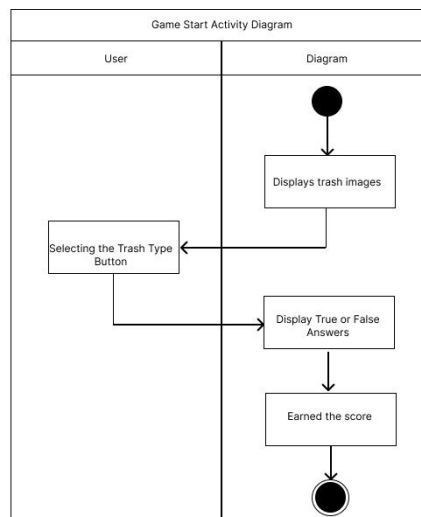 Game Start Activity Diagram
User
Diagram
Displays trash images
Selecting the Trash Type
Button
Display True or False
Answers
Earned the score